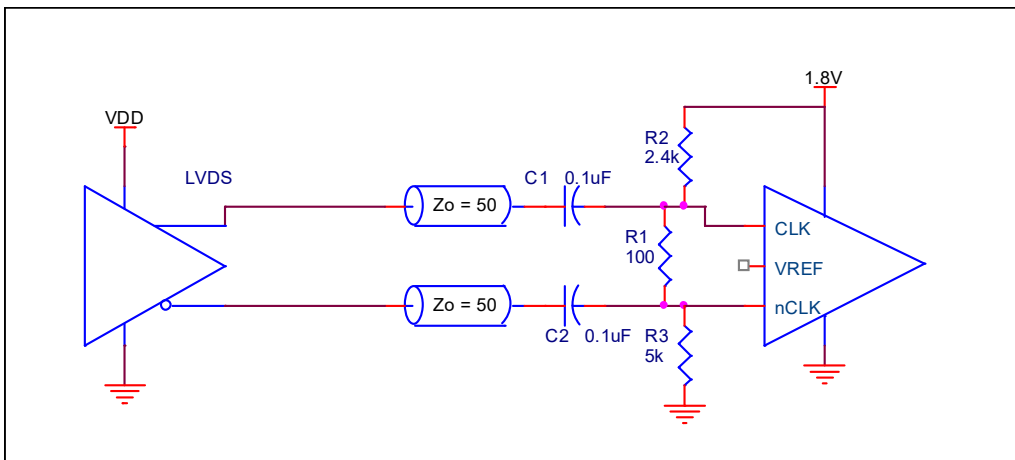 1.8V
VDD
R2
2.4k
LVDS
C1 0.1uF
Zo = 50
CLK
R1
100
VREF
Zo = 50
nCLK
C2 0.1uF
R3
5k